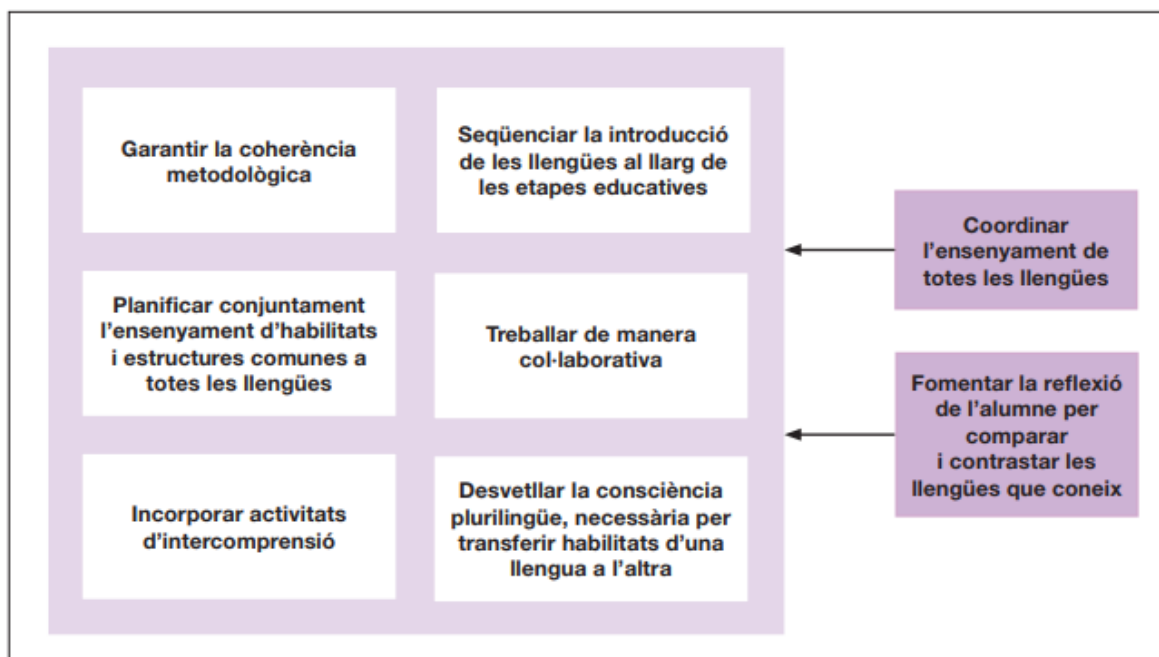 Garantir la coherència
metodològica
Seqüenciar la introducció
de les llengües al llarg de
les etapes educatives
Planificar conjuntament
l’ensenyament d’habilitats
i estructures comunes a
totes les llengües
Treballar de manera
col·laborativa
Incorporar activitats
d’intercomprensió
Desvetllar la consciència
plurilingüe, necessària per
transferir habilitats d’una
llengua a l’altra
Coordinar
l’ensenyament de
totes les llengües
Fomentar la reflexió
de l’alumne per
comparar
i contrastar les
llengües que coneix